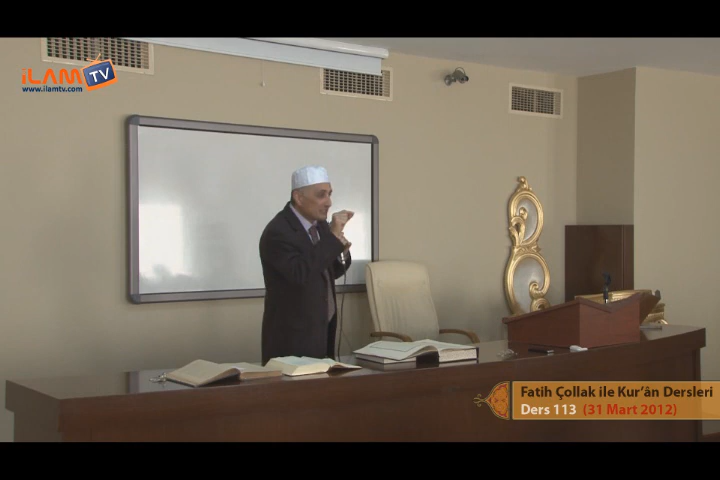 iLAM TV
www.ilamtv.com
Fatih Çollak ile Kur'ân Dersleri
Ders 113 (31 Mart 2012)